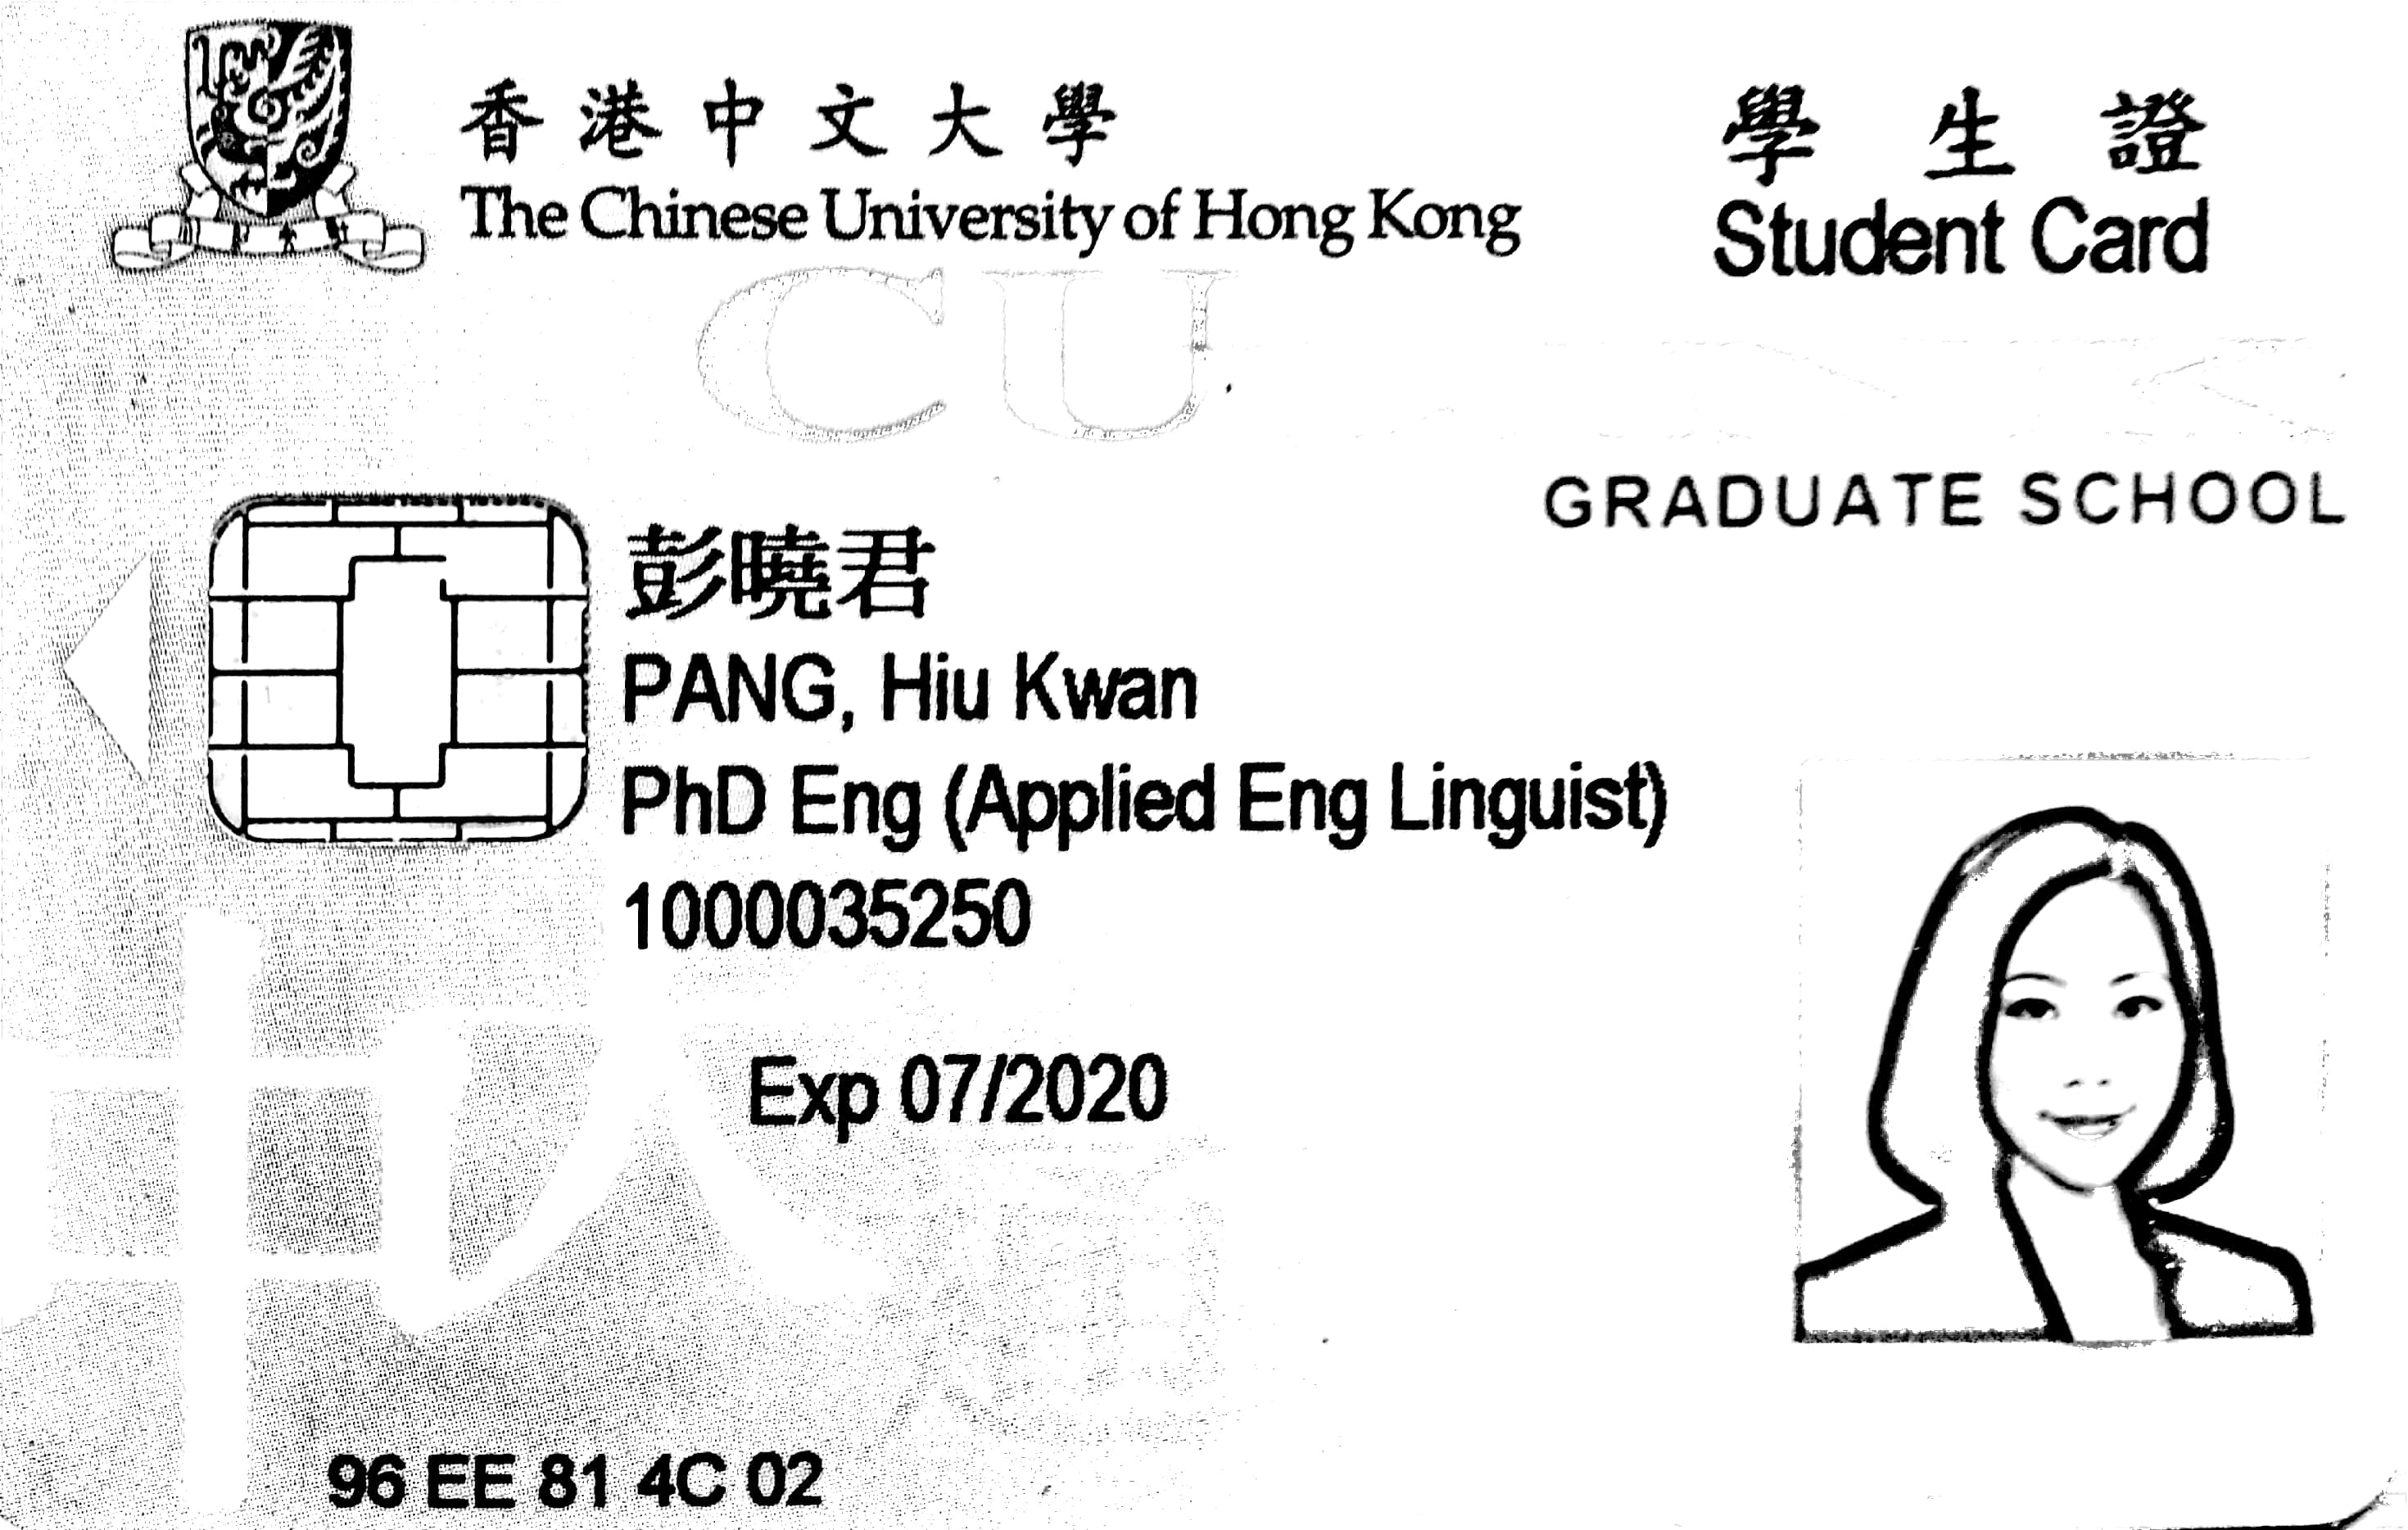 香港中文大學
The Chinese University of Hong Kong
學生證
Student Card
CU
GRADUATE SCHOOL
彭曉君
PANG, Hiu Kwan
PhD Eng (Applied Eng Linguist)
1000035250
Exp 07/2020
96 EE 81 4C 02